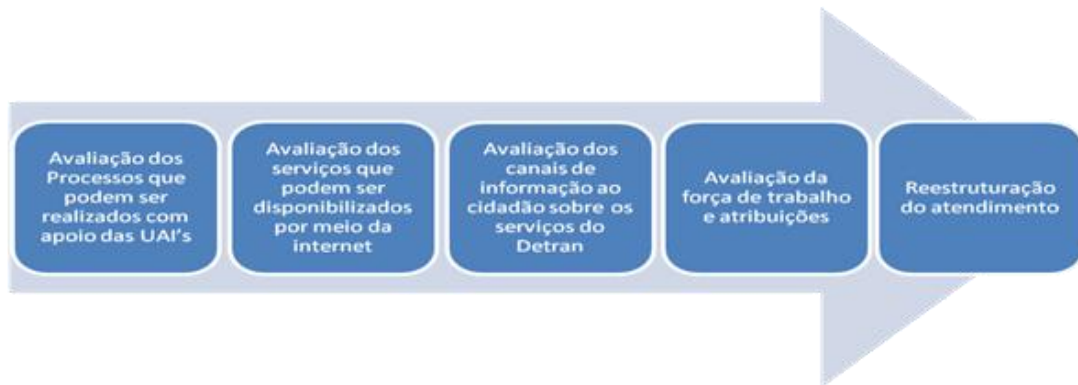 Avaliação dos
Processos que
podem ser
realizados com
apoio das UAI's
Avaliação dos
serviços que
podem ser
disponibilizados
por meio da
internet
Avaliação dos
canais de
informação ao
cidadão sobre os
serviços do
Detran
Avaliação da
força de trabalho
e atribuições
Reestruturação
do atendimento